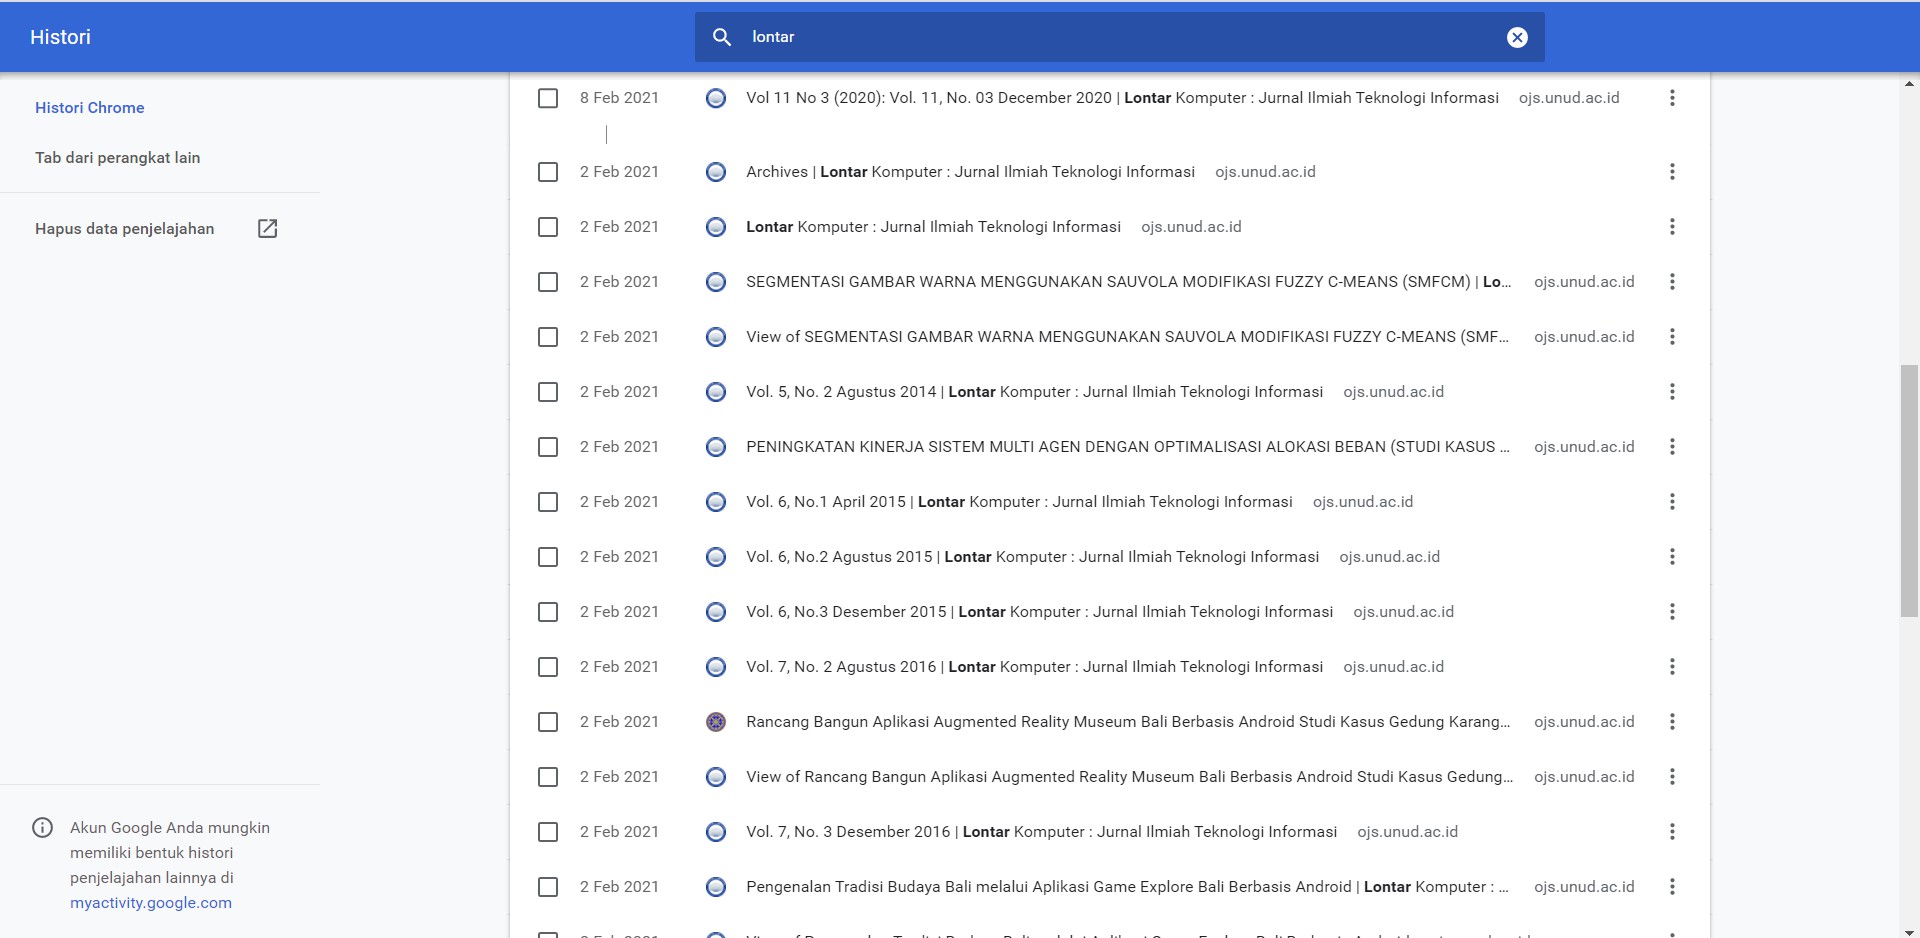 Histori
lontar
Histori Chrome
Tab dari perangkat lain
Hapus data penjelajahan
8 Feb 2021 Vol 11 No 3 (2020): Vol. 11, No. 03 December 2020 | Lontar Komputer : Jurnal Ilmiah Teknologi Informasi ojs.unud.ac.id
2 Feb 2021 Archives | Lontar Komputer : Jurnal Ilmiah Teknologi Informasi ojs.unud.ac.id
2 Feb 2021 Lontar Komputer : Jurnal Ilmiah Teknologi Informasi ojs.unud.ac.id
2 Feb 2021 SEGMENTASI GAMBAR WARNA MENGGUNAKAN SAUVOLA MODIFIKASI FUZZY C-MEANS (SMFCM) | Lo... ojs.unud.ac.id
2 Feb 2021 View of SEGMENTASI GAMBAR WARNA MENGGUNAKAN SAUVOLA MODIFIKASI FUZZY C-MEANS (SMF... ojs.unud.ac.id
2 Feb 2021 Vol. 5, No. 2 Agustus 2014 | Lontar Komputer : Jurnal Ilmiah Teknologi Informasi ojs.unud.ac.id
2 Feb 2021 PENINGKATAN KINERJA SISTEM MULTI AGEN DENGAN OPTIMALISASI ALOKASI BEBAN (STUDI KASUS ... ojs.unud.ac.id
2 Feb 2021 Vol. 6, No.1 April 2015 | Lontar Komputer : Jurnal Ilmiah Teknologi Informasi ojs.unud.ac.id
2 Feb 2021 Vol. 6, No.2 Agustus 2015 | Lontar Komputer : Jurnal Ilmiah Teknologi Informasi ojs.unud.ac.id
2 Feb 2021 Vol. 6, No.3 Desember 2015 | Lontar Komputer : Jurnal Ilmiah Teknologi Informasi ojs.unud.ac.id
2 Feb 2021 Vol. 7, No. 2 Agustus 2016 | Lontar Komputer : Jurnal Ilmiah Teknologi Informasi ojs.unud.ac.id
2 Feb 2021 Rancang Bangun Aplikasi Augmented Reality Museum Bali Berbasis Android Studi Kasus Gedung Karang... ojs.unud.ac.id
2 Feb 2021 View of Rancang Bangun Aplikasi Augmented Reality Museum Bali Berbasis Android Studi Kasus Gedung... ojs.unud.ac.id
2 Feb 2021 Vol. 7, No. 3 Desember 2016 | Lontar Komputer : Jurnal Ilmiah Teknologi Informasi ojs.unud.ac.id
2 Feb 2021 Pengenalan Tradisi Budaya Bali melalui Aplikasi Game Explore Bali Berbasis Android | Lontar Komputer : ... ojs.unud.ac.id
Akun Google Anda mungkin
memiliki bentuk histori
penjelajahan lainnya di
myactivity.google.com